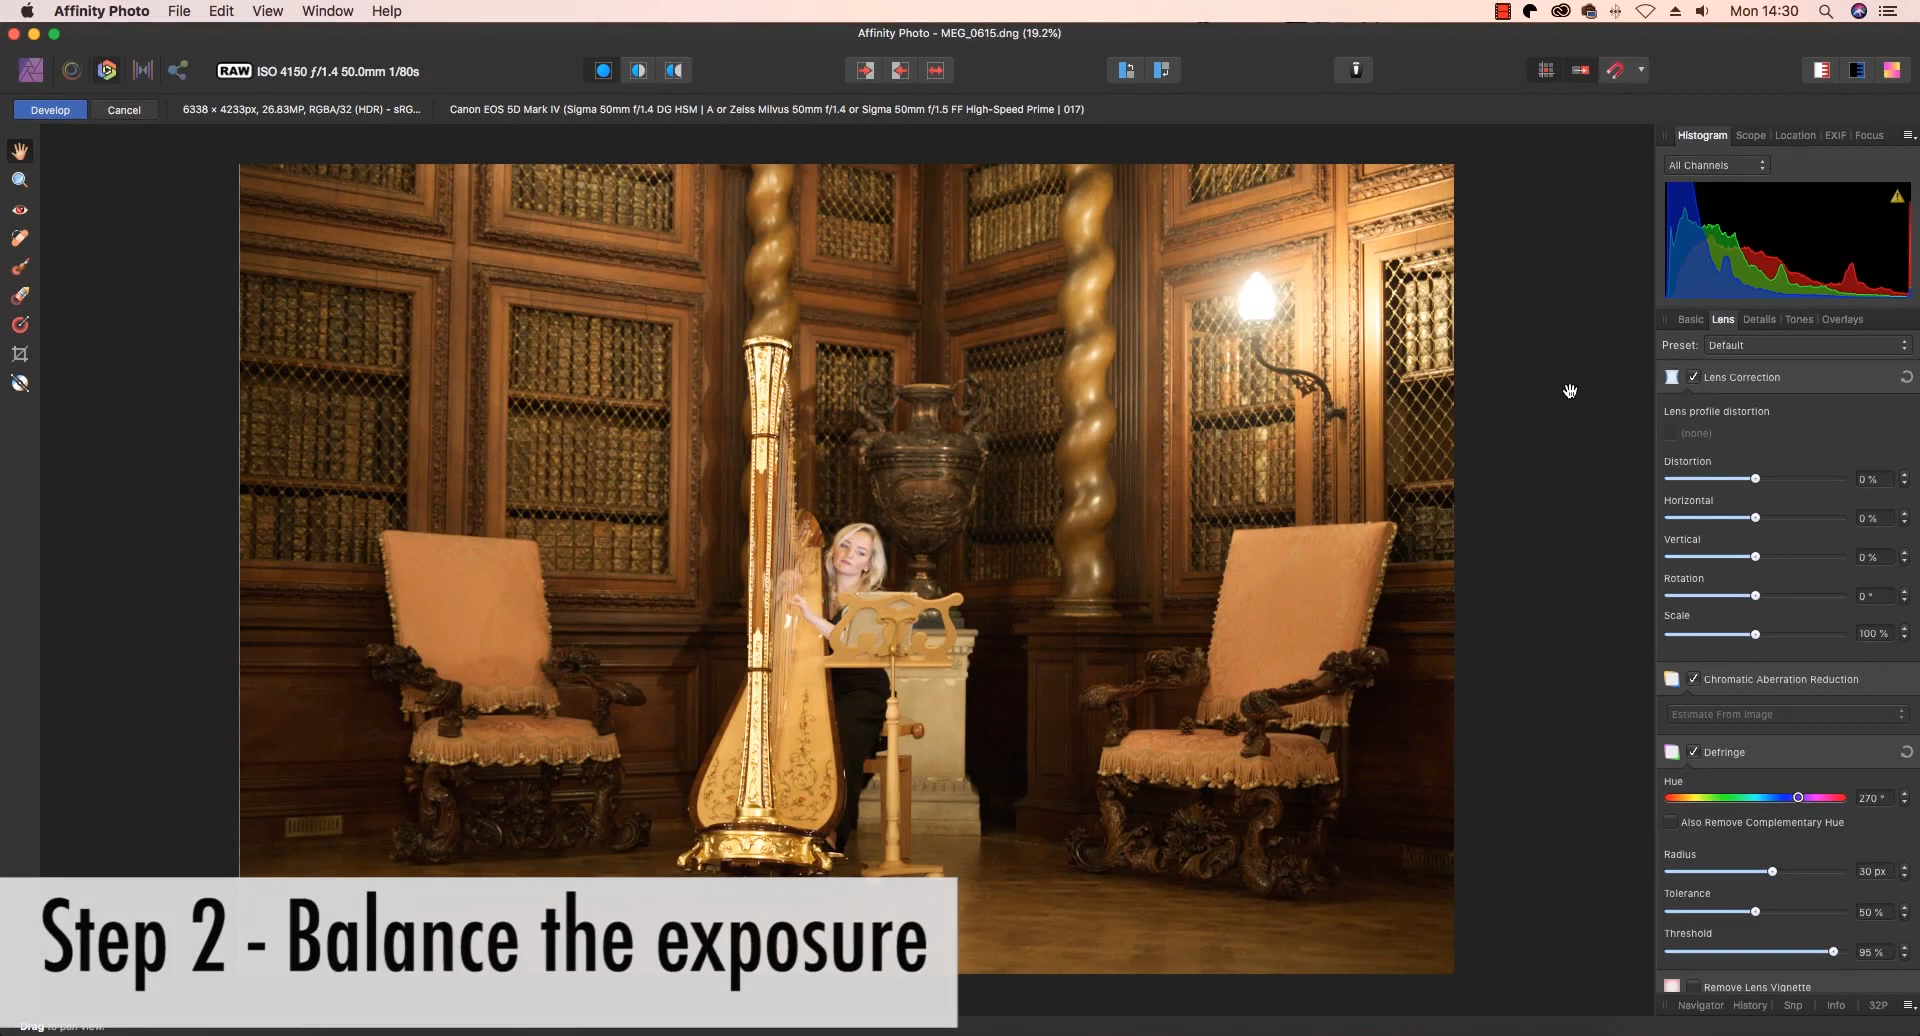 Affinity Photo File Edit View Window Help Mon 14:30
Affinity Photo - MEG_0615.dng (19.2%)
RAW ISO 4150 ƒ/1.4 50.0mm 1/80s
Develop Cancel 6338 × 4233px, 26.83MP, RGBA/32 (HDR) - sRG... Canon EOS 5D Mark IV (Sigma 50mm f/1.4 DG HSM | A or Zeiss Milvus 50mm f/1.4 or Sigma 50mm f/1.5 FF High-Speed Prime | 017)
Histogram Scope Location EXIF Focus
All Channels
Basic Lens Details Tones Overlays
Preset: Default
Lens Correction
Lens profile distortion
(none)
Distortion
0 %
Horizontal
0 %
Vertical
0 %
Rotation
0 °
Scale
100 %
Chromatic Aberration Reduction
Estimate From Image
Defringe
Hue
270 °
Also Remove Complementary Hue
Radius
30 px
Tolerance
50 %
Threshold
95 %
Remove Lens Vignette
Navigator History Snp Info 32P
Step 2 - Balance the exposure
Drag to pan view.